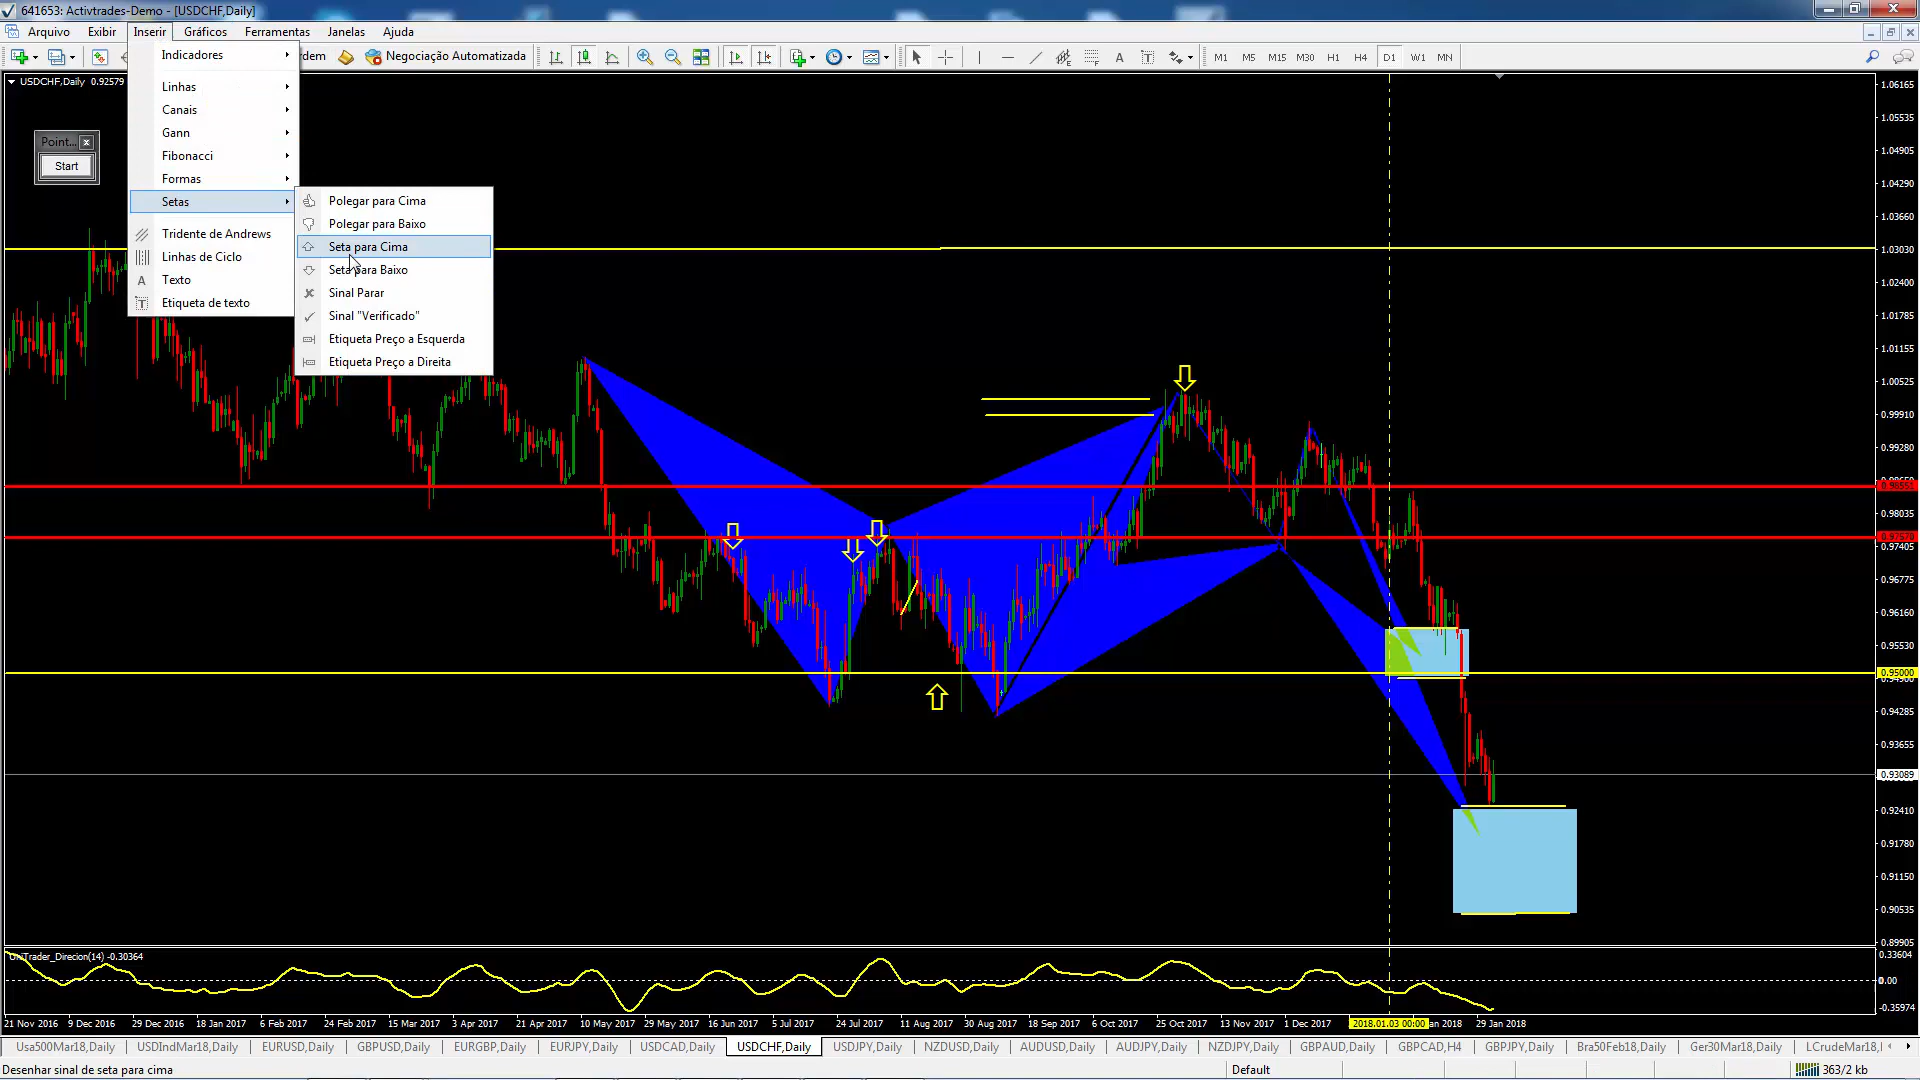 641653: Activtrades-Demo - [USDCHF,Daily]
Arquivo Exibir Inserir Gráficos Ferramentas Janelas Ajuda
Negociação Automatizada A T M1 M5 M15 M30 H1 H4 D1 W1 MN
USDCHF,Daily 0.92579
Indicadores
Linhas
Canais
Gann
Fibonacci
Formas
Setas
Tridente de Andrews
Linhas de Ciclo
Texto
Etiqueta de texto
Point...
Start
Polegar para Cima
Polegar para Baixo
Seta para Cima
Seta para Baixo
Sinal Parar
Sinal "Verificado"
Etiqueta Preço a Esquerda
Etiqueta Preço a Direita
1.06165
1.05535
1.04905
1.04290
1.03660
1.03030
1.02400
1.01785
1.01155
1.00525
0.99910
0.99280
0.98035
0.97405
0.96775
0.96160
0.95530
0.95000
0.94285
0.93655
0.93089
0.92410
0.91780
0.91150
0.90535
0.89905
0.33604
0.00
-0.35974
Trader_Direcion(14) -0.30364
21 Nov 2016 9 Dec 2016 29 Dec 2016 18 Jan 2017 6 Feb 2017 24 Feb 2017 15 Mar 2017 3 Apr 2017 21 Apr 2017 10 May 2017 29 May 2017 16 Jun 2017 5 Jul 2017 24 Jul 2017 11 Aug 2017 30 Aug 2017 18 Sep 2017 6 Oct 2017 25 Oct 2017 13 Nov 2017 1 Dec 2017 2018.01.03 00:00 an 2018 29 Jan 2018
Usa500Mar18,Daily USDIndMar18,Daily EURUSD,Daily GBPUSD,Daily EURGBP,Daily EURJPY,Daily USDCAD,Daily USDCHF,Daily USDJPY,Daily NZDUSD,Daily AUDUSD,Daily AUDJPY,Daily NZDJPY,Daily GBPAUD,Daily GBPCAD,H4 GBPJPY,Daily Bra50Feb18,Daily Ger30Mar18,Daily LCrudeMar18,
Desenhar sinal de seta para cima Default 363/2 kb